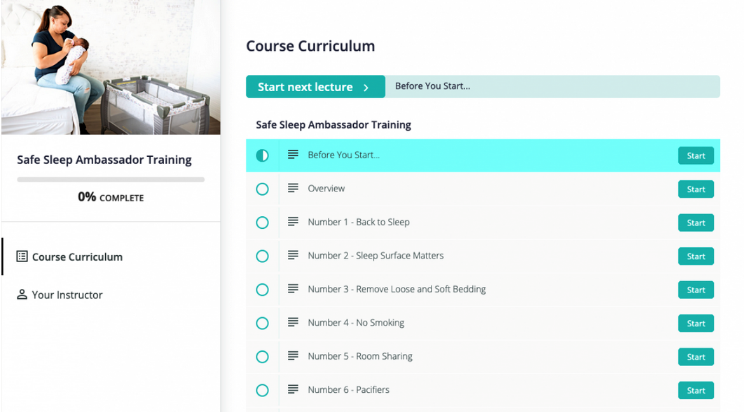 Safe Sleep Ambassador Training
0% COMPLETE
Course Curriculum
Your Instructor
Course Curriculum
Start next lecture > Before You Start...
Safe Sleep Ambassador Training
Before You Start... Start
Overview Start
Number 1 - Back to Sleep Start
Number 2 - Sleep Surface Matters Start
Number 3 - Remove Loose and Soft Bedding Start
Number 4 - No Smoking Start
Number 5 - Room Sharing Start
Number 6 - Pacifiers Start